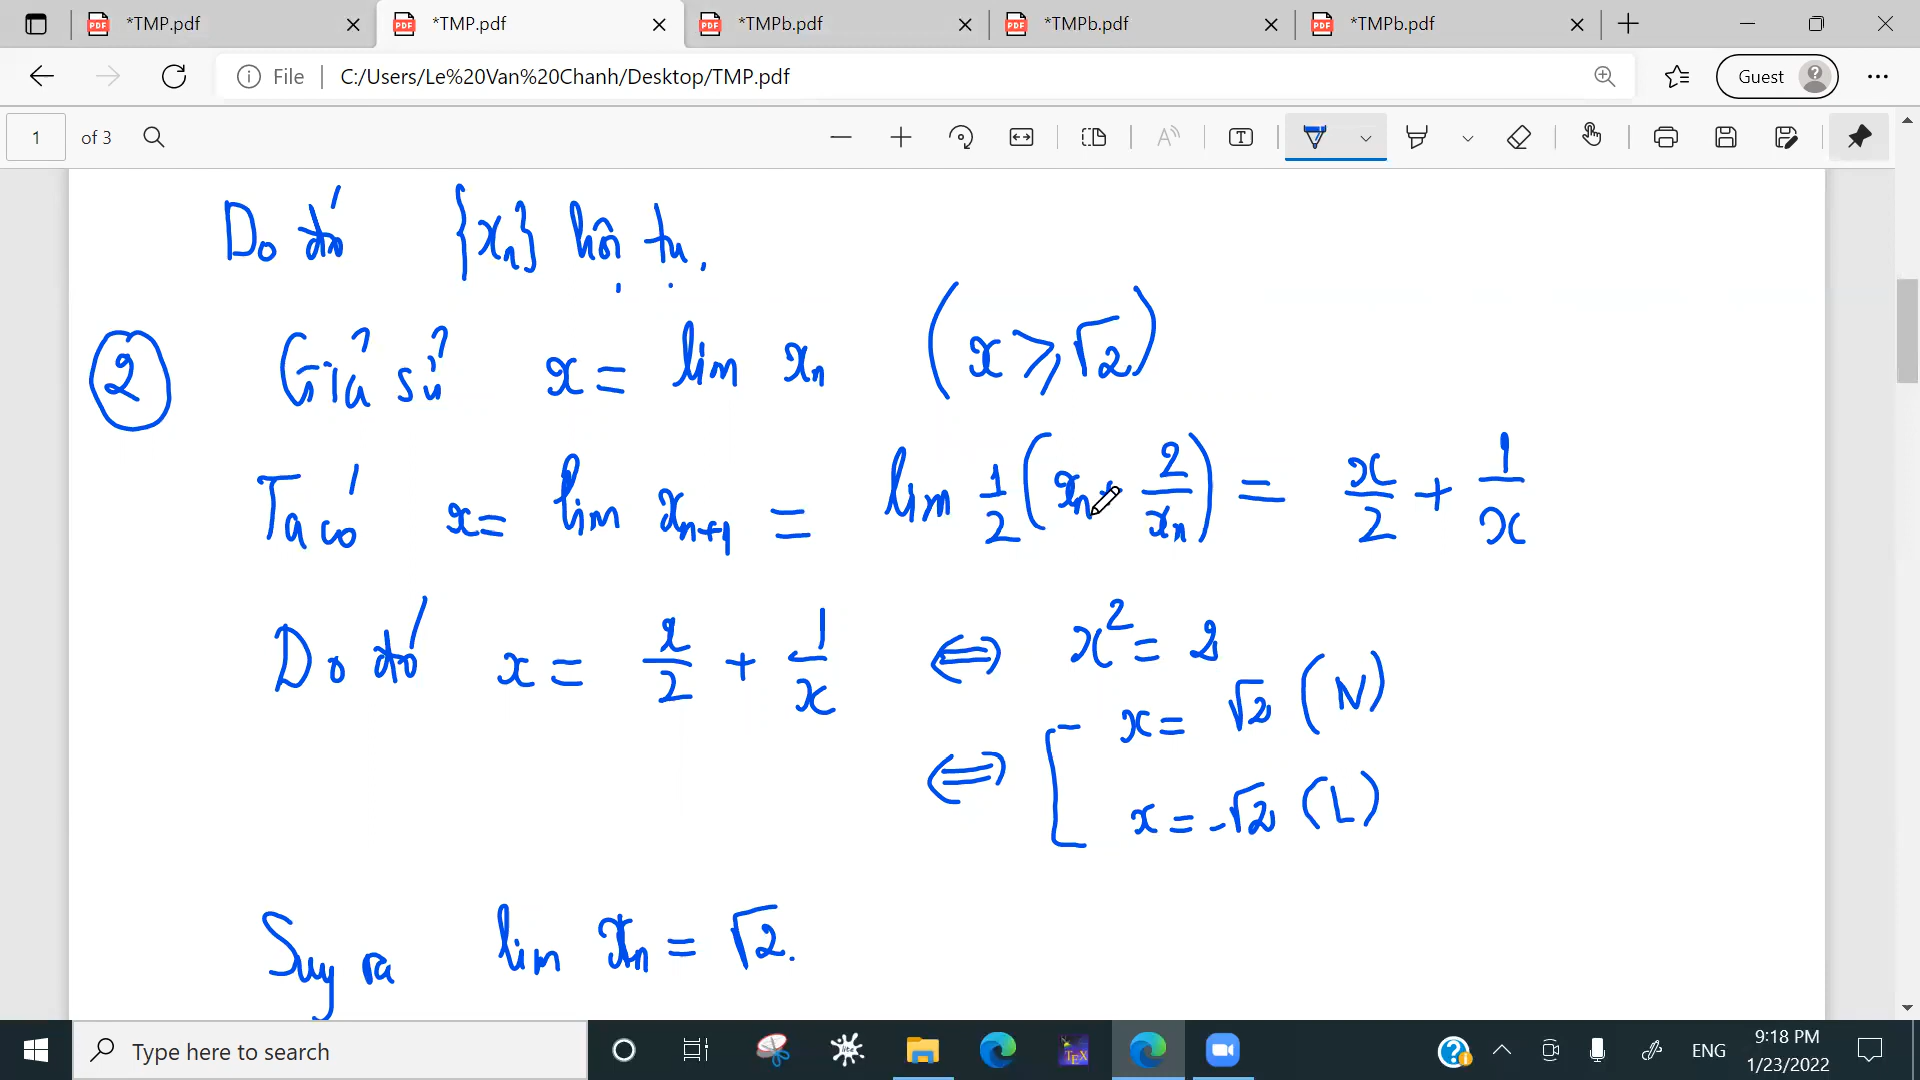 *TMP.pdf *TMP.pdf *TMPb.pdf *TMPb.pdf *TMPb.pdf
File C:/Users/Le%20Van%20Chanh/Desktop/TMP.pdf Guest
1 of 3
Do đó {xₙ} hội tụ.
② Giả sử x = lim xₙ (x ⩾ √2)
Ta có x = lim xₙ₊₁ = lim 1/2 (xₙ + 2/xₙ) = x/2 + 1/x
Do đó x = x/2 + 1/x ⇔ x² = 2
⇔ [ x = √2 (N)
x = -√2 (L)
Suy ra lim xₙ = √2.
Type here to search
lite
TEX
ENG
9:18 PM
1/23/2022